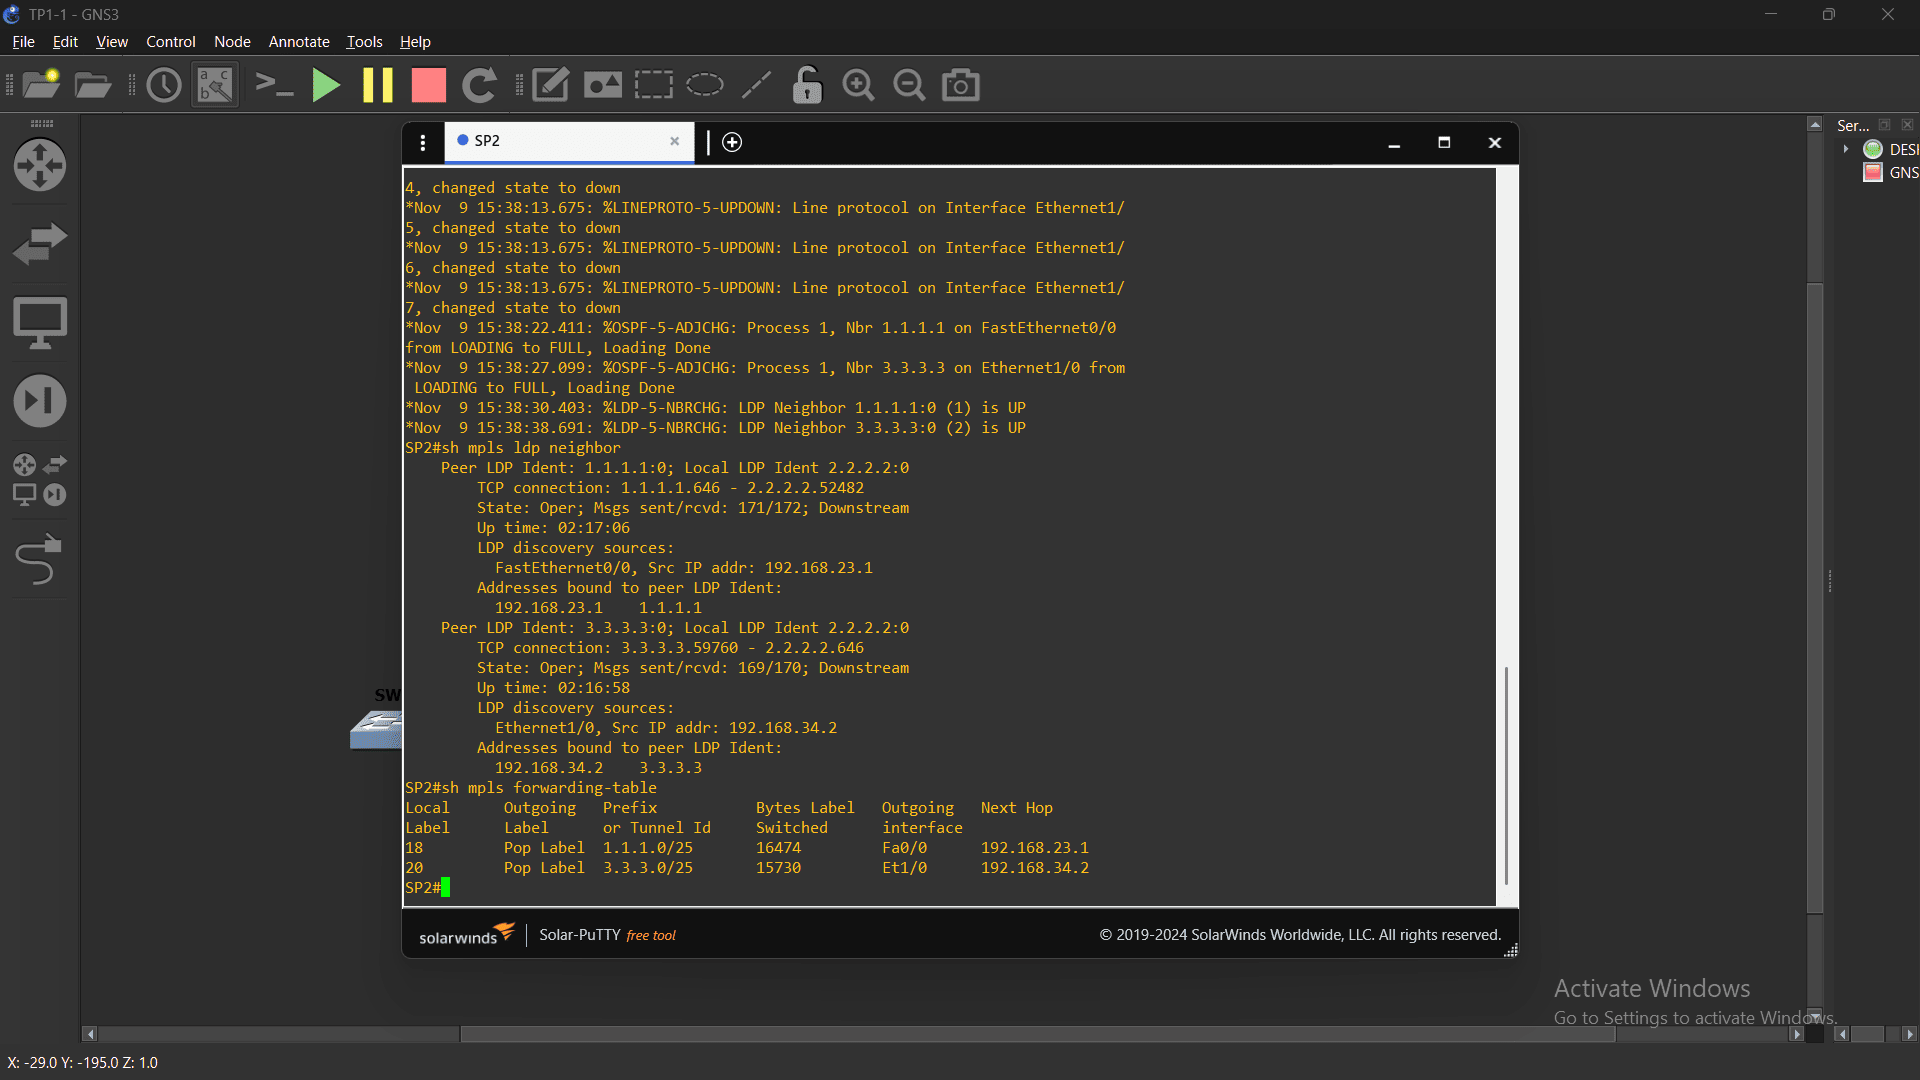 TP1-1 - GNS3
File Edit View Control Node Annotate Tools Help
SP2
Ser...
DESI
GNS
4, changed state to down
*Nov  9 15:38:13.675: %LINEPROTO-5-UPDOWN: Line protocol on Interface Ethernet1/
5, changed state to down
*Nov  9 15:38:13.675: %LINEPROTO-5-UPDOWN: Line protocol on Interface Ethernet1/
6, changed state to down
*Nov  9 15:38:13.675: %LINEPROTO-5-UPDOWN: Line protocol on Interface Ethernet1/
7, changed state to down
*Nov  9 15:38:22.411: %OSPF-5-ADJCHG: Process 1, Nbr 1.1.1.1 on FastEthernet0/0
from LOADING to FULL, Loading Done
*Nov  9 15:38:27.099: %OSPF-5-ADJCHG: Process 1, Nbr 3.3.3.3 on Ethernet1/0 from
LOADING to FULL, Loading Done
*Nov  9 15:38:30.403: %LDP-5-NBRCHG: LDP Neighbor 1.1.1.1:0 (1) is UP
*Nov  9 15:38:38.691: %LDP-5-NBRCHG: LDP Neighbor 3.3.3.3:0 (2) is UP
SP2#sh mpls ldp neighbor
Peer LDP Ident: 1.1.1.1:0; Local LDP Ident 2.2.2.2:0
TCP connection: 1.1.1.1.646 - 2.2.2.2.52482
State: Oper; Msgs sent/rcvd: 171/172; Downstream
Up time: 02:17:06
LDP discovery sources:
FastEthernet0/0, Src IP addr: 192.168.23.1
Addresses bound to peer LDP Ident:
192.168.23.1    1.1.1.1
Peer LDP Ident: 3.3.3.3:0; Local LDP Ident 2.2.2.2:0
TCP connection: 3.3.3.3.59760 - 2.2.2.2.646
State: Oper; Msgs sent/rcvd: 169/170; Downstream
Up time: 02:16:58
LDP discovery sources:
Ethernet1/0, Src IP addr: 192.168.34.2
Addresses bound to peer LDP Ident:
192.168.34.2    3.3.3.3
SP2#sh mpls forwarding-table
Local      Outgoing   Prefix           Bytes Label   Outgoing   Next Hop
Label      Label      or Tunnel Id     Switched      interface
18         Pop Label  1.1.1.0/25       16474         Fa0/0      192.168.23.1
20         Pop Label  3.3.3.0/25       15730         Et1/0      192.168.34.2
SP2#
SW
solarwinds Solar-PuTTY free tool © 2019-2024 SolarWinds Worldwide, LLC. All rights reserved.
Activate Windows
Go to Settings to activate Windows.
X: -29.0 Y: -195.0 Z: 1.0